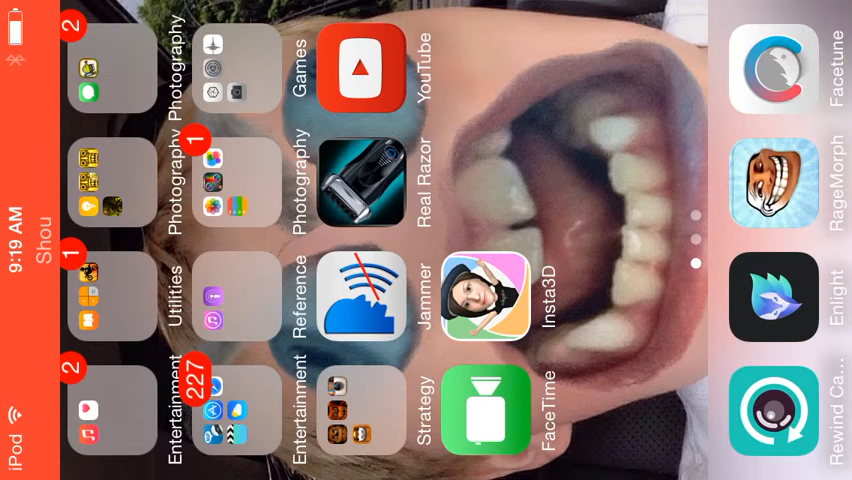 iPod 9:19 AM
Shou
2 1 2
Entertainment Utilities Photography Photography
227 1
Entertainment Reference Photography Games
Strategy Jammer Real Razor YouTube
FaceTime Insta3D
Rewind Ca... Enlight RageMorph Facetune